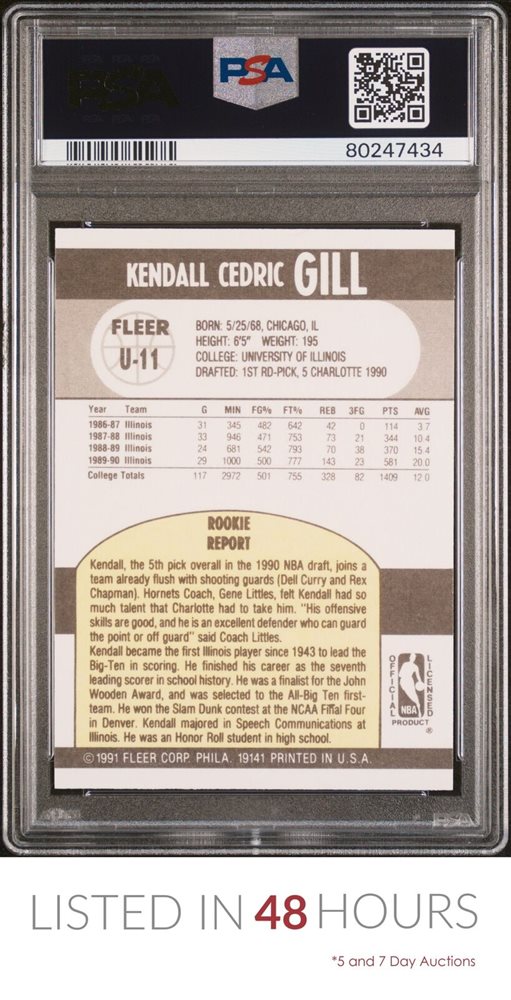 PSA
PSA
80247434
KENDALL CEDRIC GILL
FLEER
U-11
BORN: 5/25/68, CHICAGO, IL
HEIGHT: 6'5" WEIGHT: 195
COLLEGE: UNIVERSITY OF ILLINOIS
DRAFTED: 1ST RD-PICK, 5 CHARLOTTE 1990
Year Team G MIN FG% FT% REB 3FG PTS AVG
1986-87 Illinois 31 345 482 642 42 0 114 3.7
1987-88 Illinois 33 946 471 753 73 21 344 10.4
1988-89 Illinois 24 681 542 793 70 38 370 15.4
1989-90 Illinois 29 1000 500 777 143 23 581 20.0
College Totals 117 2972 501 755 328 82 1409 12.0
ROOKIE
REPORT
Kendall, the 5th pick overall in the 1990 NBA draft, joins a
team already flush with shooting guards (Dell Curry and Rex
Chapman). Hornets Coach, Gene Littles, felt Kendall had so
much talent that Charlotte had to take him. "His offensive
skills are good, and he is an excellent defender who can guard
the point or off guard" said Coach Littles.
Kendall became the first Illinois player since 1943 to lead the
Big-Ten in scoring. He finished his career as the seventh
leading scorer in school history. He was a finalist for the John
Wooden Award, and was selected to the All-Big Ten first-
team. He won the Slam Dunk contest at the NCAA Final Four
in Denver. Kendall majored in Speech Communications at
Illinois. He was an Honor Roll student in high school.
OFFICIAL
NBA
LICENSED
PRODUCT
®
© 1991 FLEER CORP. PHILA. 19141 PRINTED IN U.S.A.
PSA
LISTED IN 48 HOURS
*5 and 7 Day Auctions